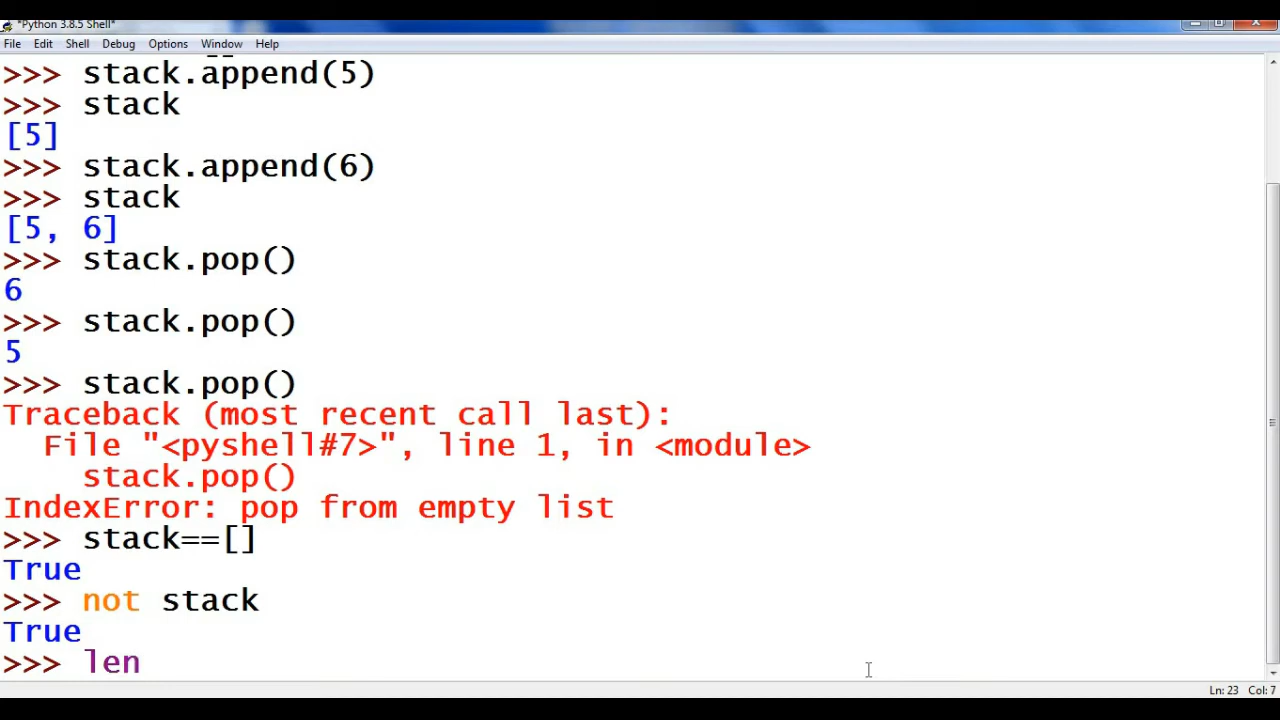 *Python 3.8.5 Shell*
File Edit Shell Debug Options Window Help
>>> stack.append(5)
>>> stack
[5]
>>> stack.append(6)
>>> stack
[5, 6]
>>> stack.pop()
6
>>> stack.pop()
5
>>> stack.pop()
Traceback (most recent call last):
  File "<pyshell#7>", line 1, in <module>
    stack.pop()
IndexError: pop from empty list
>>> stack==[]
True
>>> not stack
True
>>> len
Ln: 23 Col: 7